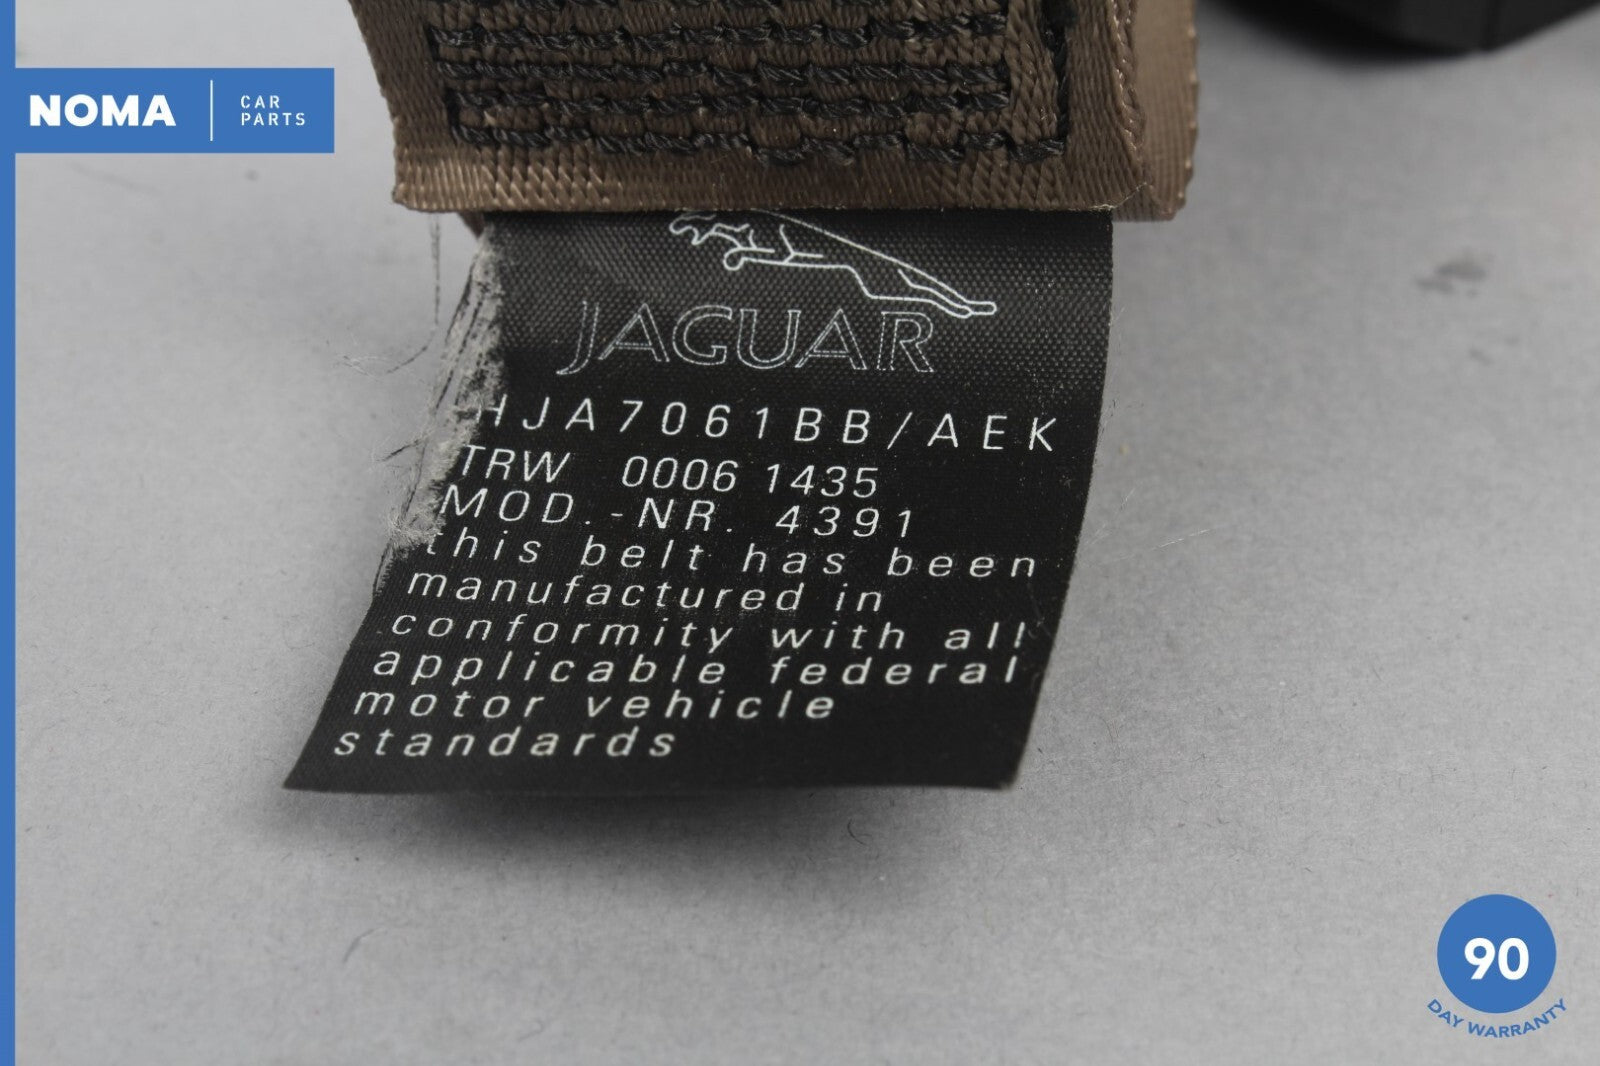 NOMA
CAR
PARTS
JAGUAR
HJA7061BB/AEK
TRW 0006 1435
MOD.-NR. 4391
this belt has been
manufactured in
conformity with all
applicable federal
motor vehicle
standards
90
DAY WARRANTY